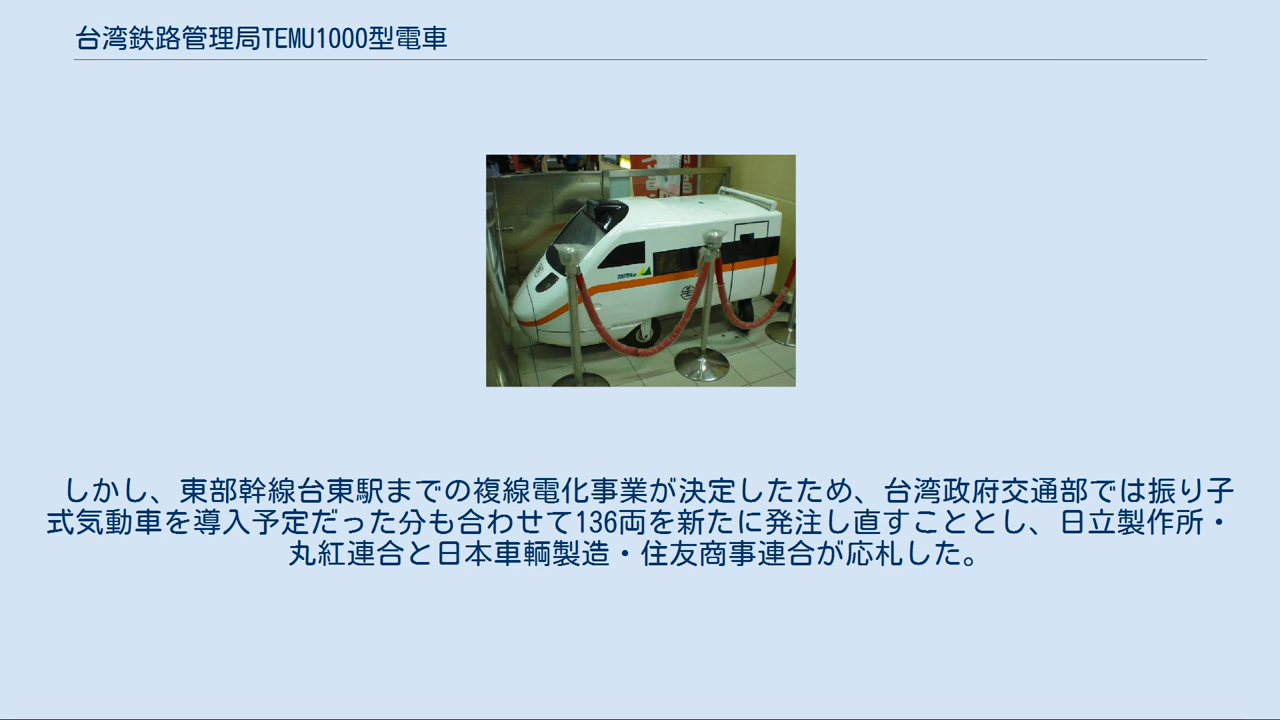 台湾鉄路管理局TEMU1000型電車
しかし、東部幹線台東駅までの複線電化事業が決定したため、台湾政府交通部では振り子
式気動車を導入予定だった分も合わせて136両を新たに発注し直すこととし、日立製作所・
丸紅連合と日本車輌製造・住友商事連合が応札した。